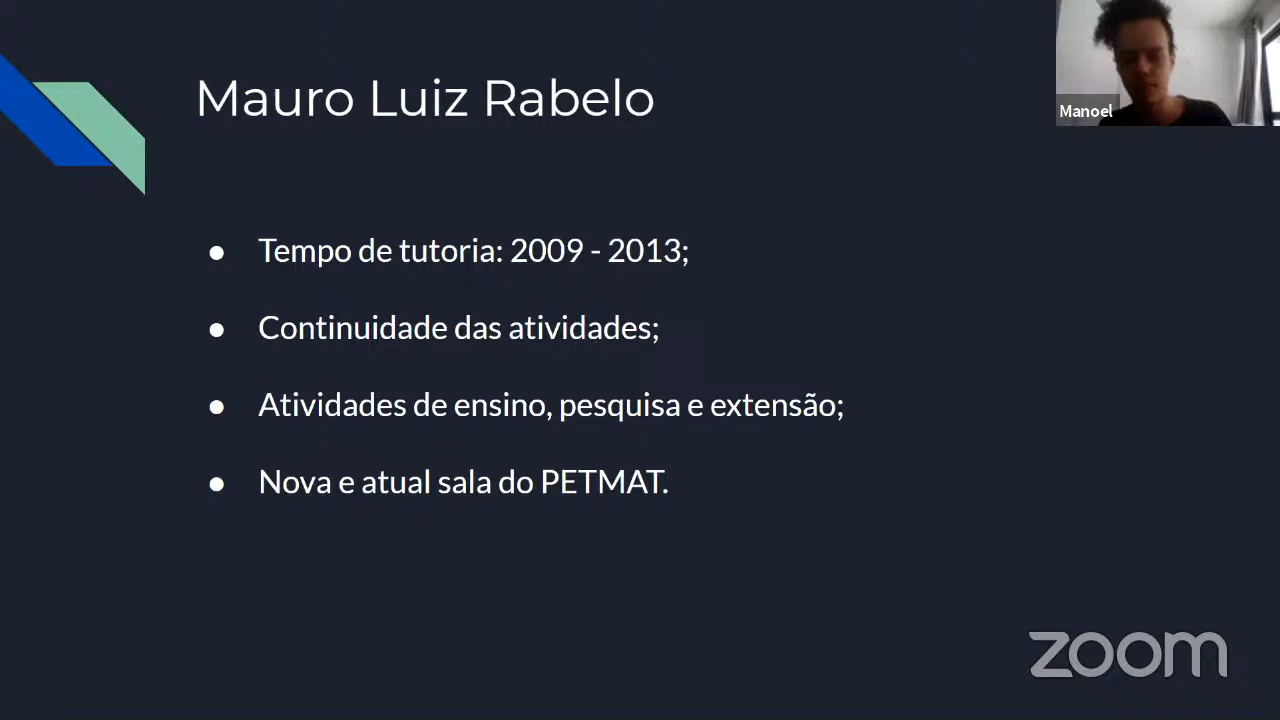 Mauro Luiz Rabelo
Manoel
● Tempo de tutoria: 2009 - 2013;
● Continuidade das atividades;
● Atividades de ensino, pesquisa e extensão;
● Nova e atual sala do PETMAT.
zoom